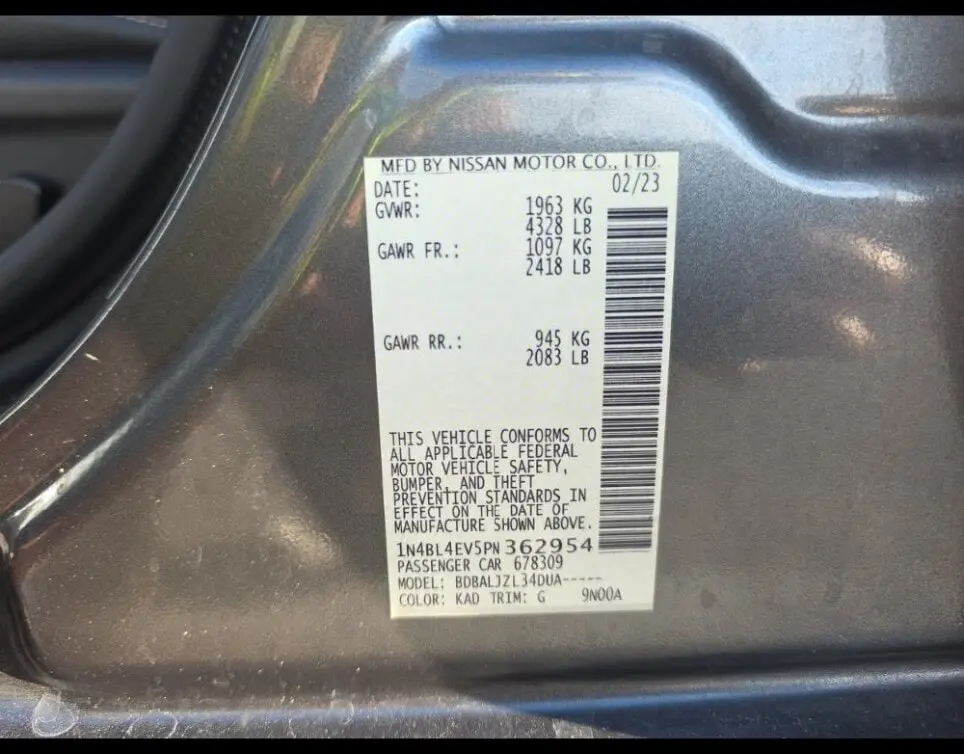 MFD BY NISSAN MOTOR CO., LTD.
DATE: 02/23
GVWR: 1963 KG
4328 LB
GAWR FR.: 1097 KG
2418 LB
GAWR RR.: 945 KG
2083 LB
THIS VEHICLE CONFORMS TO
ALL APPLICABLE FEDERAL
MOTOR VEHICLE SAFETY,
BUMPER, AND THEFT
PREVENTION STANDARDS IN
EFFECT ON THE DATE OF
MANUFACTURE SHOWN ABOVE.
1N4BL4EV5PN362954
PASSENGER CAR 678309
MODEL: BDBALJZL34DUA-----
COLOR: KAD TRIM: G 9N00A